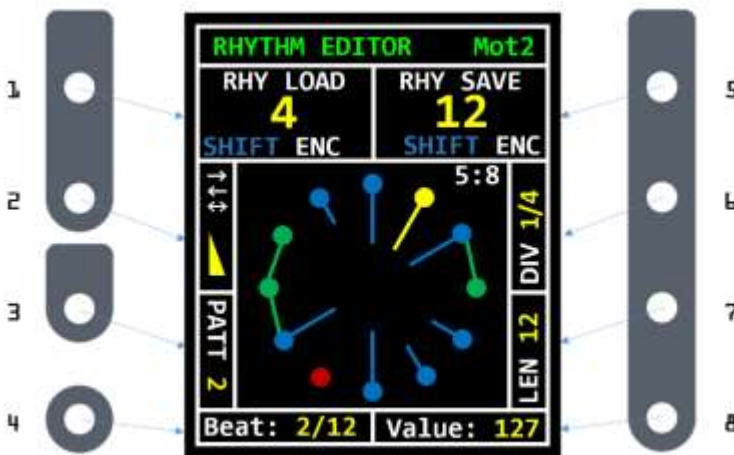 RHYTHM EDITOR Mot2
1
RHY LOAD
4
SHIFT ENC
RHY SAVE
12
SHIFT ENC
5
2
5:8
DIV 1/4
6
3
PATT 2
LEN 12
7
4
Beat: 2/12
Value: 127
8